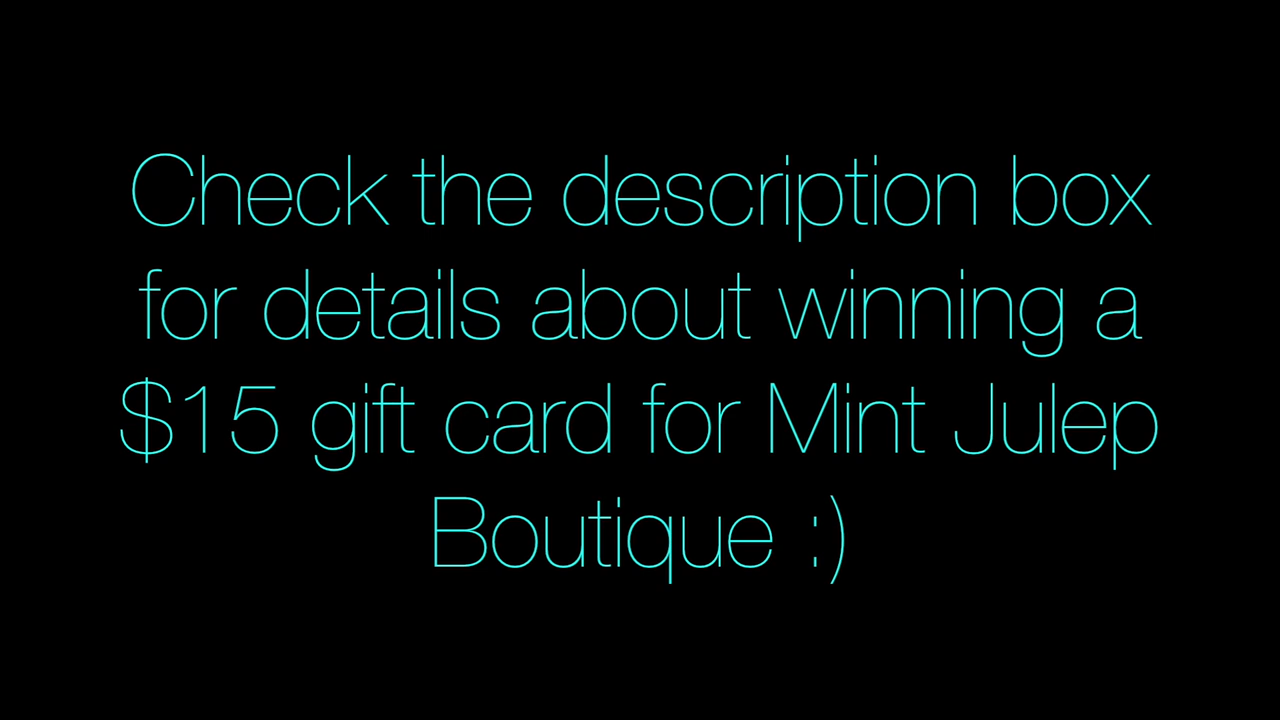 Check the description box
for details about winning a
$15 gift card for Mint Julep
Boutique :)